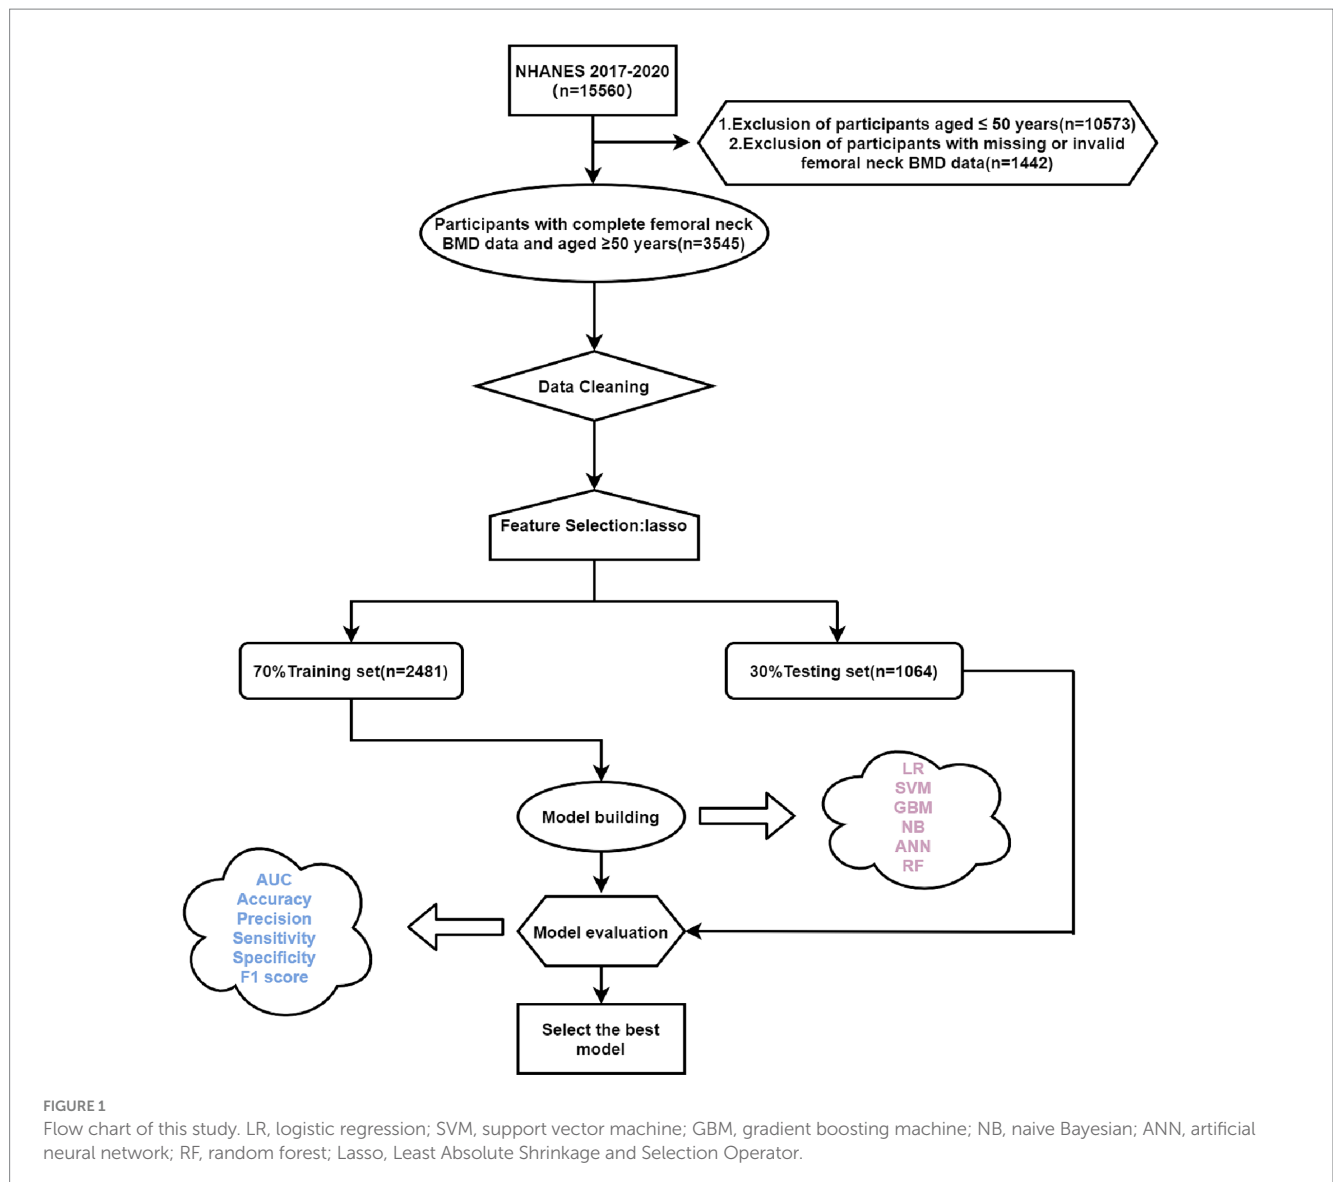 NHANES 2017-2020
(n=15560)
1.Exclusion of participants aged ≤ 50 years(n=10573)
2.Exclusion of participants with missing or invalid
femoral neck BMD data(n=1442)
Participants with complete femoral neck
BMD data and aged ≥50 years(n=3545)
Data Cleaning
Feature Selection:lasso
70%Training set(n=2481)
30%Testing set(n=1064)
Model building
LR
SVM
GBM
NB
ANN
RF
AUC
Accuracy
Precision
Sensitivity
Specificity
F1 score
Model evaluation
Select the best
model
FIGURE 1
Flow chart of this study. LR, logistic regression; SVM, support vector machine; GBM, gradient boosting machine; NB, naive Bayesian; ANN, artificial
neural network; RF, random forest; Lasso, Least Absolute Shrinkage and Selection Operator.